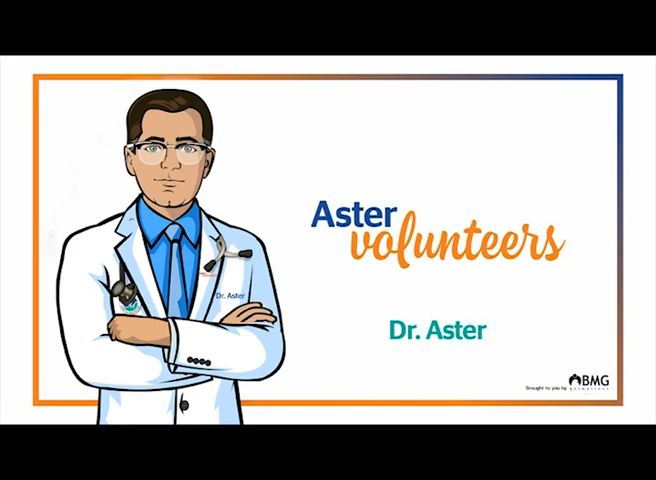 Aster
volunteers
Dr. Aster
Dr. Aster
Brought to you by BMG